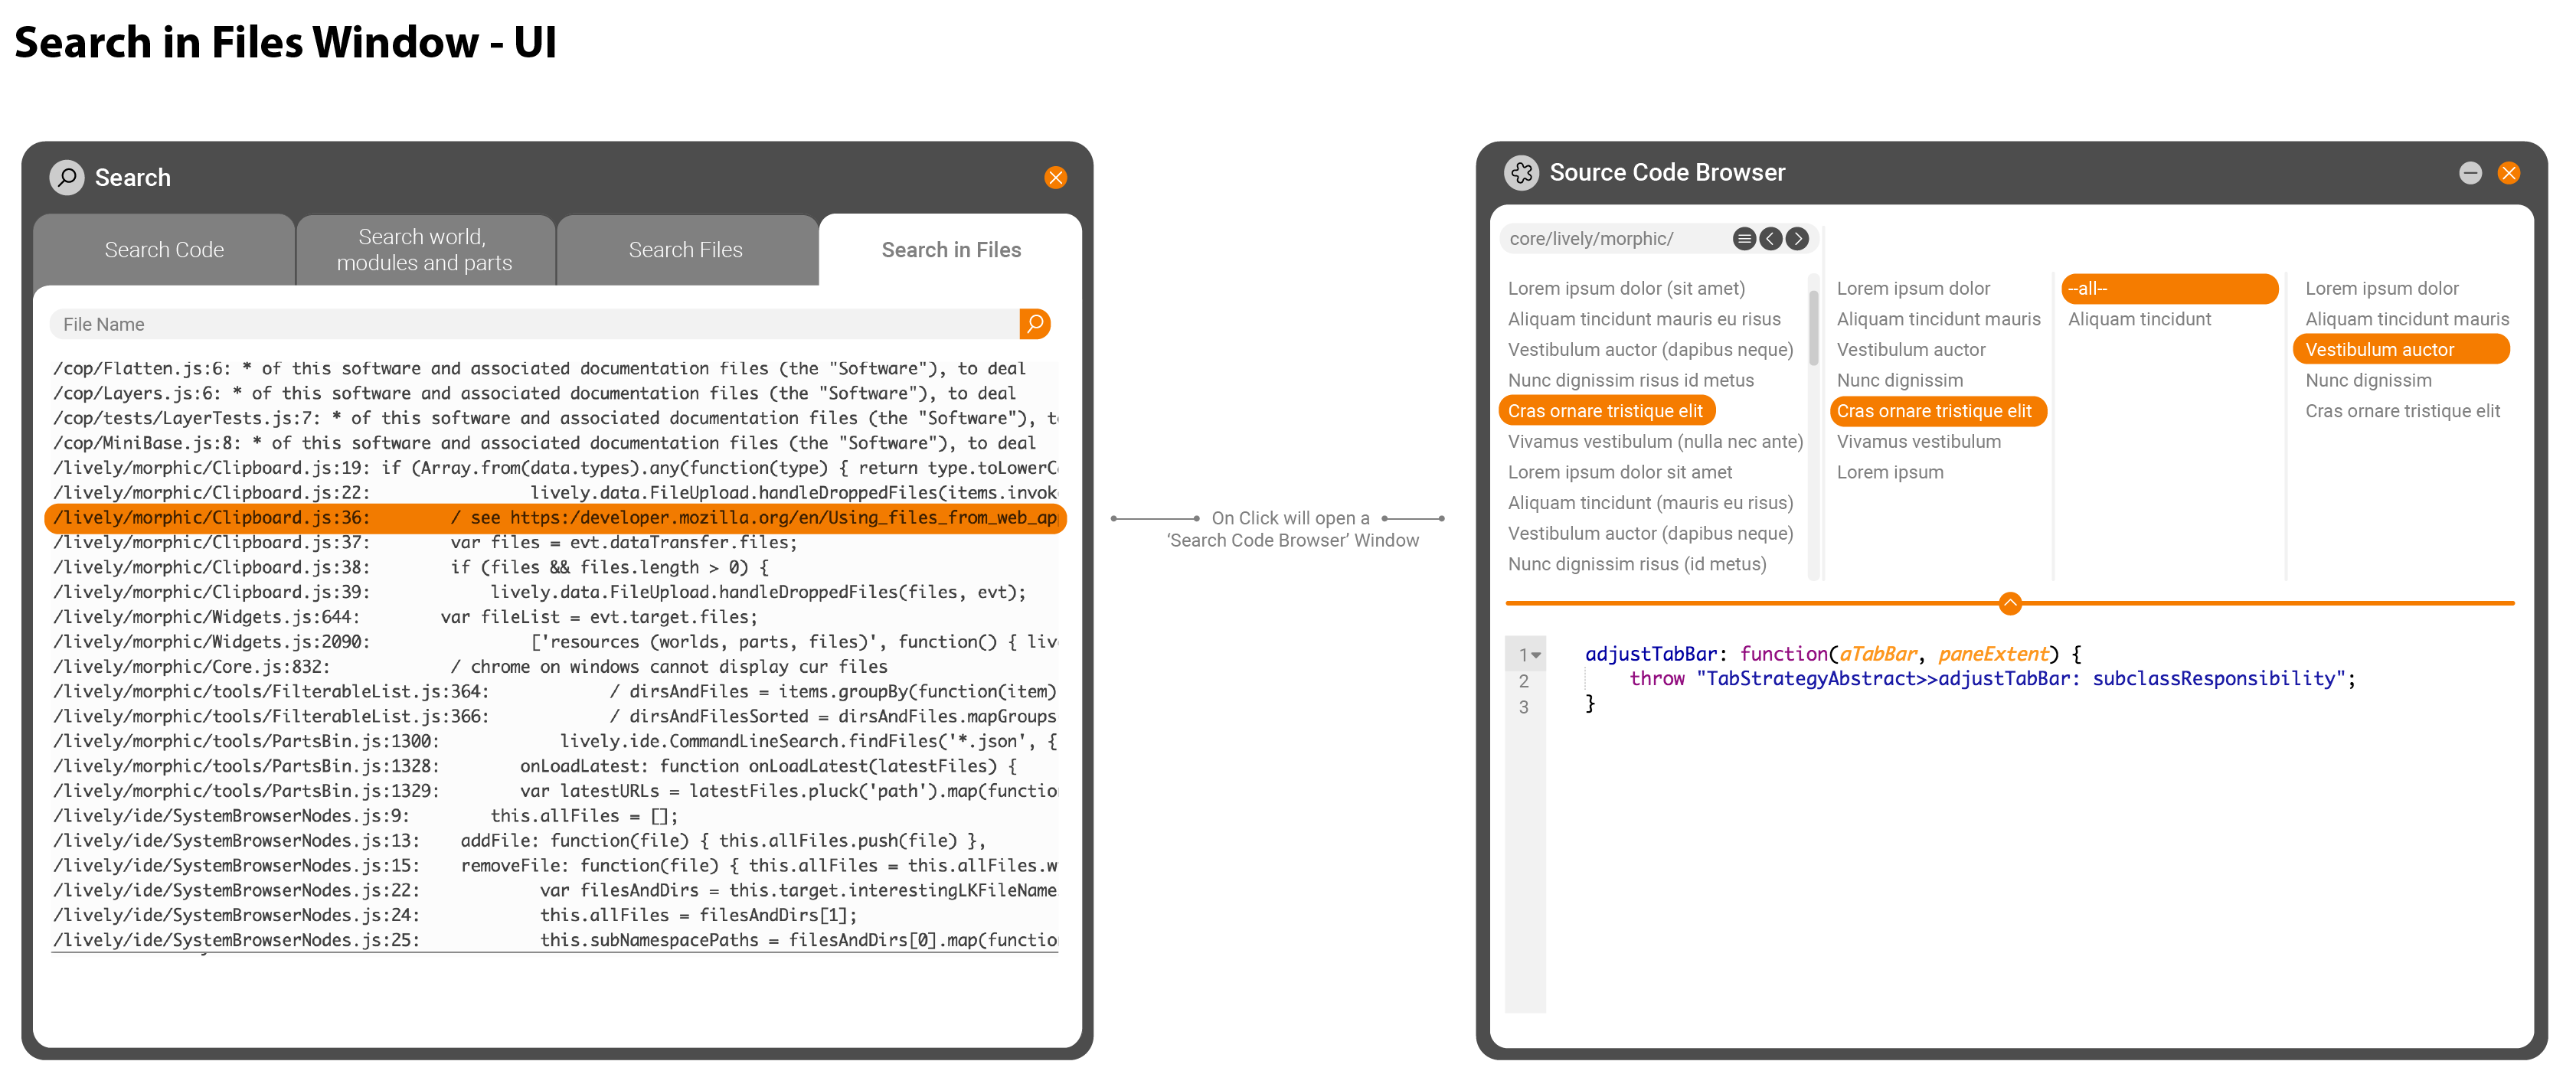 Search in Files Window - UI
Search
Search Code
Search world,
modules and parts
Search Files
Search in Files
File Name
/cop/Flatten.js:6: * of this software and associated documentation files (the "Software"), to deal
/cop/Layers.js:6: * of this software and associated documentation files (the "Software"), to deal
/cop/tests/LayerTests.js:7: * of this software and associated documentation files (the "Software"), t
/cop/MiniBase.js:8: * of this software and associated documentation files (the "Software"), to deal
/lively/morphic/Clipboard.js:19: if (Array.from(data.types).any(function(type) { return type.toLowerC
/lively/morphic/Clipboard.js:22: lively.data.FileUpload.handleDroppedFiles(items.invok
/lively/morphic/Clipboard.js:36: / see https:/developer.mozilla.org/en/Using_files_from_web_ap
/lively/morphic/Clipboard.js:37: var files = evt.dataTransfer.files;
/lively/morphic/Clipboard.js:38: if (files && files.length > 0) {
/lively/morphic/Clipboard.js:39: lively.data.FileUpload.handleDroppedFiles(files, evt);
/lively/morphic/Widgets.js:644: var fileList = evt.target.files;
/lively/morphic/Widgets.js:2090: ['resources (worlds, parts, files)', function() { liv
/lively/morphic/Core.js:832: / chrome on windows cannot display cur files
/lively/morphic/tools/FilterableList.js:364: / dirsAndFiles = items.groupBy(function(item)
/lively/morphic/tools/FilterableList.js:366: / dirsAndFilesSorted = dirsAndFiles.mapGroups
/lively/morphic/tools/PartsBin.js:1300: lively.ide.CommandLineSearch.findFiles('*.json', {
/lively/morphic/tools/PartsBin.js:1328: onLoadLatest: function onLoadLatest(latestFiles) {
/lively/morphic/tools/PartsBin.js:1329: var latestURLs = latestFiles.pluck('path').map(functio
/lively/ide/SystemBrowserNodes.js:9: this.allFiles = [];
/lively/ide/SystemBrowserNodes.js:13: addFile: function(file) { this.allFiles.push(file) },
/lively/ide/SystemBrowserNodes.js:15: removeFile: function(file) { this.allFiles = this.allFiles.w
/lively/ide/SystemBrowserNodes.js:22: var filesAndDirs = this.target.interestingLKFileName
/lively/ide/SystemBrowserNodes.js:24: this.allFiles = filesAndDirs[1];
/lively/ide/SystemBrowserNodes.js:25: this.subNamespacePaths = filesAndDirs[0].map(functio
On Click will open a
‘Search Code Browser’ Window
Source Code Browser
core/lively/morphic/
Lorem ipsum dolor (sit amet)
Aliquam tincidunt mauris eu risus
Vestibulum auctor (dapibus neque)
Nunc dignissim risus id metus
Cras ornare tristique elit
Vivamus vestibulum (nulla nec ante)
Lorem ipsum dolor sit amet
Aliquam tincidunt (mauris eu risus)
Vestibulum auctor (dapibus neque)
Nunc dignissim risus (id metus)
Lorem ipsum dolor
Aliquam tincidunt mauris
Vestibulum auctor
Nunc dignissim
Cras ornare tristique elit
Vivamus vestibulum
Lorem ipsum
--all--
Aliquam tincidunt
Lorem ipsum dolor
Aliquam tincidunt mauris
Vestibulum auctor
Nunc dignissim
Cras ornare tristique elit
1 adjustTabBar: function(aTabBar, paneExtent) {
2 throw "TabStrategyAbstract>>adjustTabBar: subclassResponsibility";
3 }